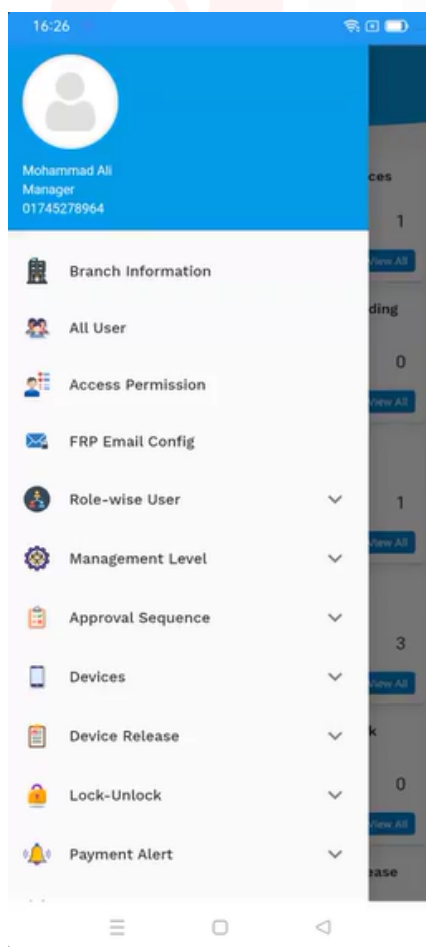 16:26
Mohammad Ali
Manager
01745278964
ces
1
View All
Branch Information
ding
All User
0
Access Permission
View All
FRP Email Config
Role-wise User
1
Management Level
View All
Approval Sequence
3
Devices
View All
Device Release
k
Lock-Unlock
0
View All
Payment Alert
ease